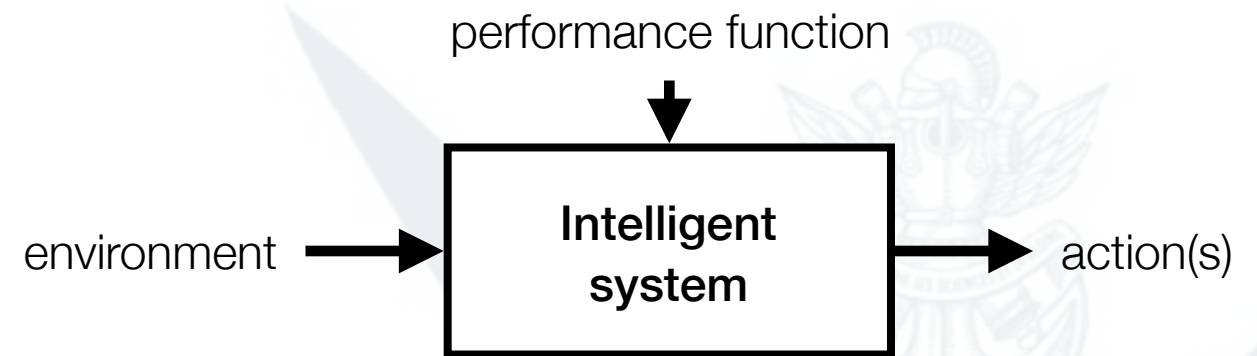 performance function
environment
Intelligent
system
action(s)